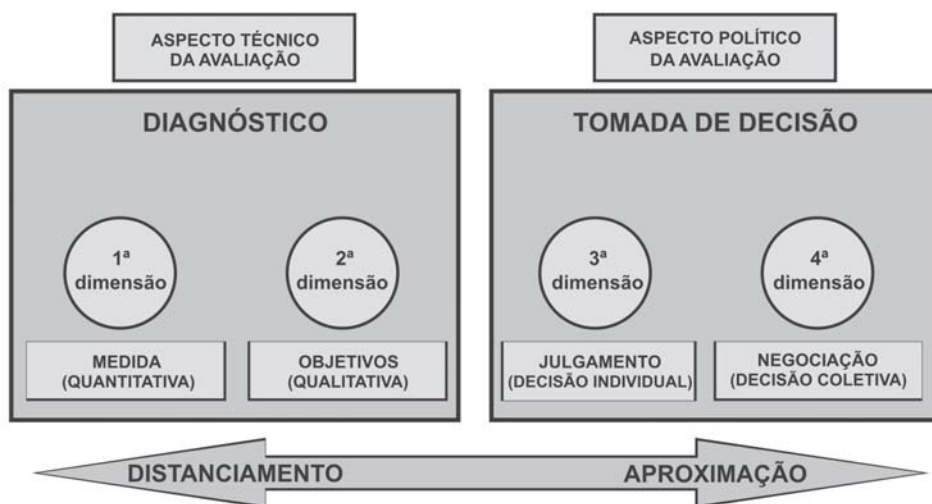 ASPECTO TÉCNICO
DA AVALIAÇÃO
ASPECTO POLÍTICO
DA AVALIAÇÃO
DIAGNÓSTICO
TOMADA DE DECISÃO
1ª
dimensão
2ª
dimensão
3ª
dimensão
4ª
dimensão
MEDIDA
(QUANTITATIVA)
OBJETIVOS
(QUALITATIVA)
JULGAMENTO
(DECISÃO INDIVIDUAL)
NEGOCIAÇÃO
(DECISÃO COLETIVA)
DISTANCIAMENTO
APROXIMAÇÃO